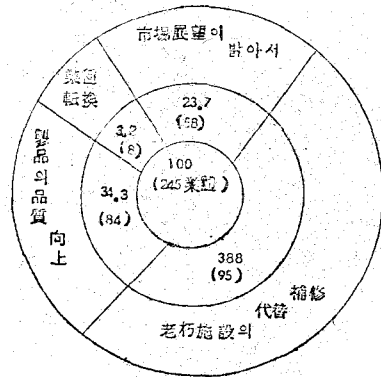 市場展望이
밝아서
業種
転換
製品의品質
向上
老朽施設의
代替
補修
23.7
(58)
3.2
(8)
34.3
(84)
388
(95)
100
(245業體)